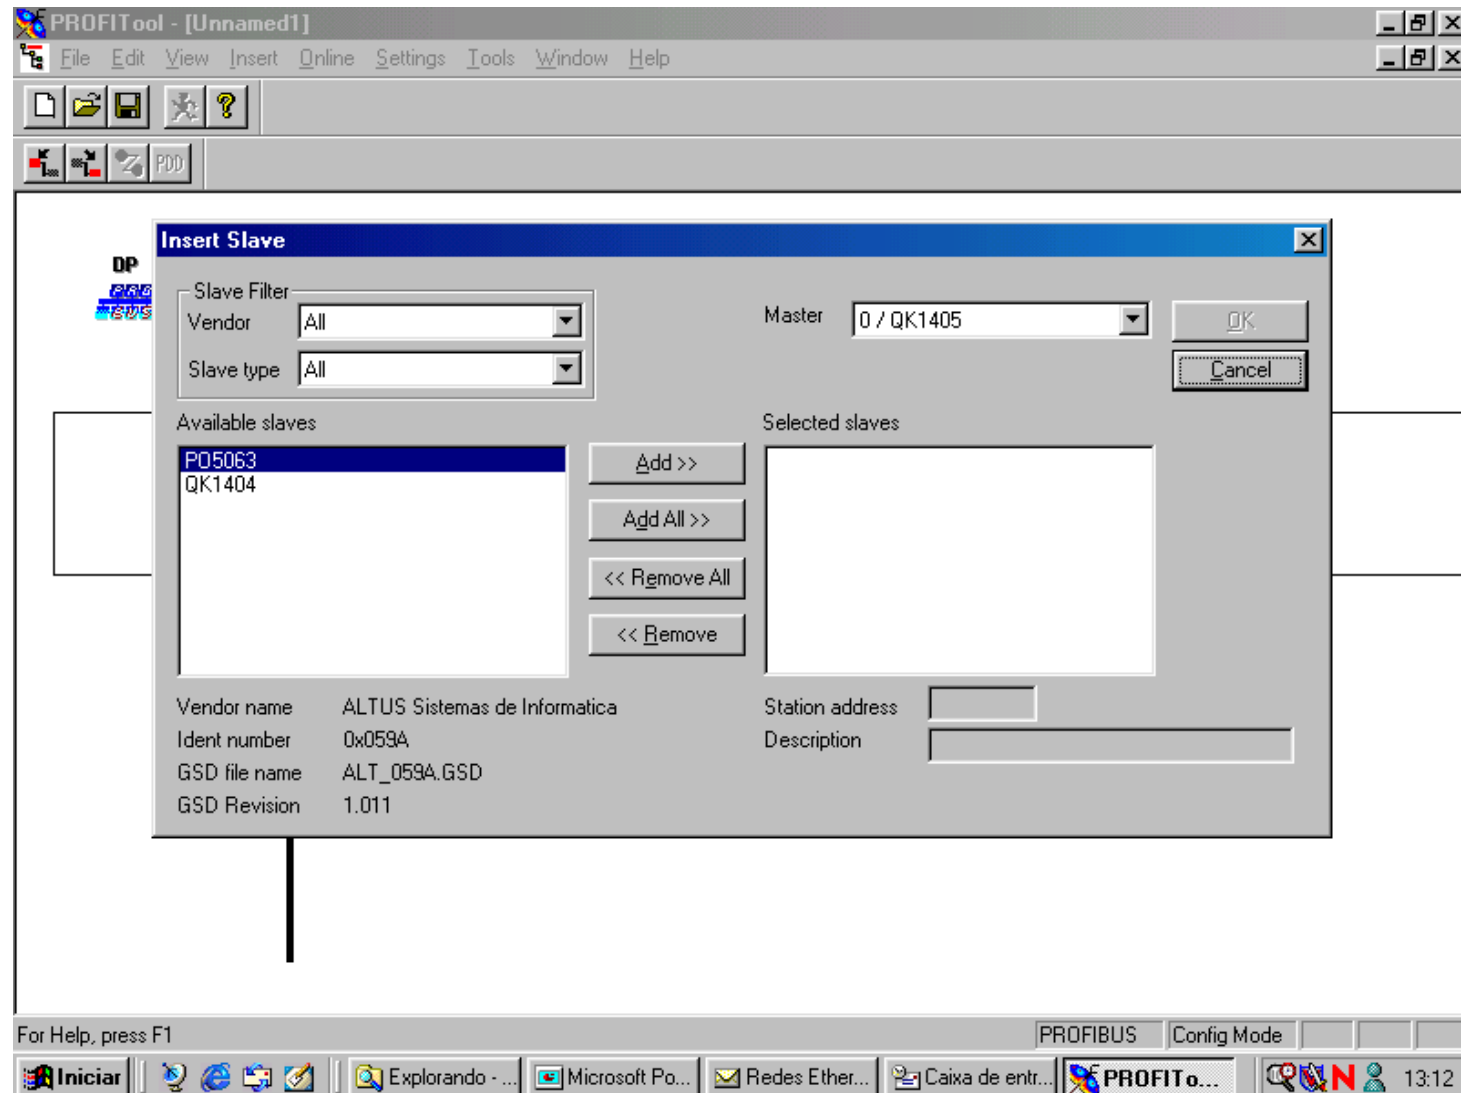 PROFITool - [Unnamed1]
File Edit View Insert Online Settings Tools Window Help
PDD
DP
Insert Slave
Slave Filter
Vendor All
Slave type All
Master 0 / QK1405
OK
Cancel
Available slaves
PO5063
QK1404
Add >>
Add All >>
<< Remove All
<< Remove
Selected slaves
Vendor name ALTUS Sistemas de Informatica
Ident number 0x059A
GSD file name ALT_059A.GSD
GSD Revision 1.011
Station address
Description
For Help, press F1
PROFIBUS Config Mode
Iniciar Explorando - ... Microsoft Po... Redes Ether... Caixa de entr... PROFITo... N 13:12